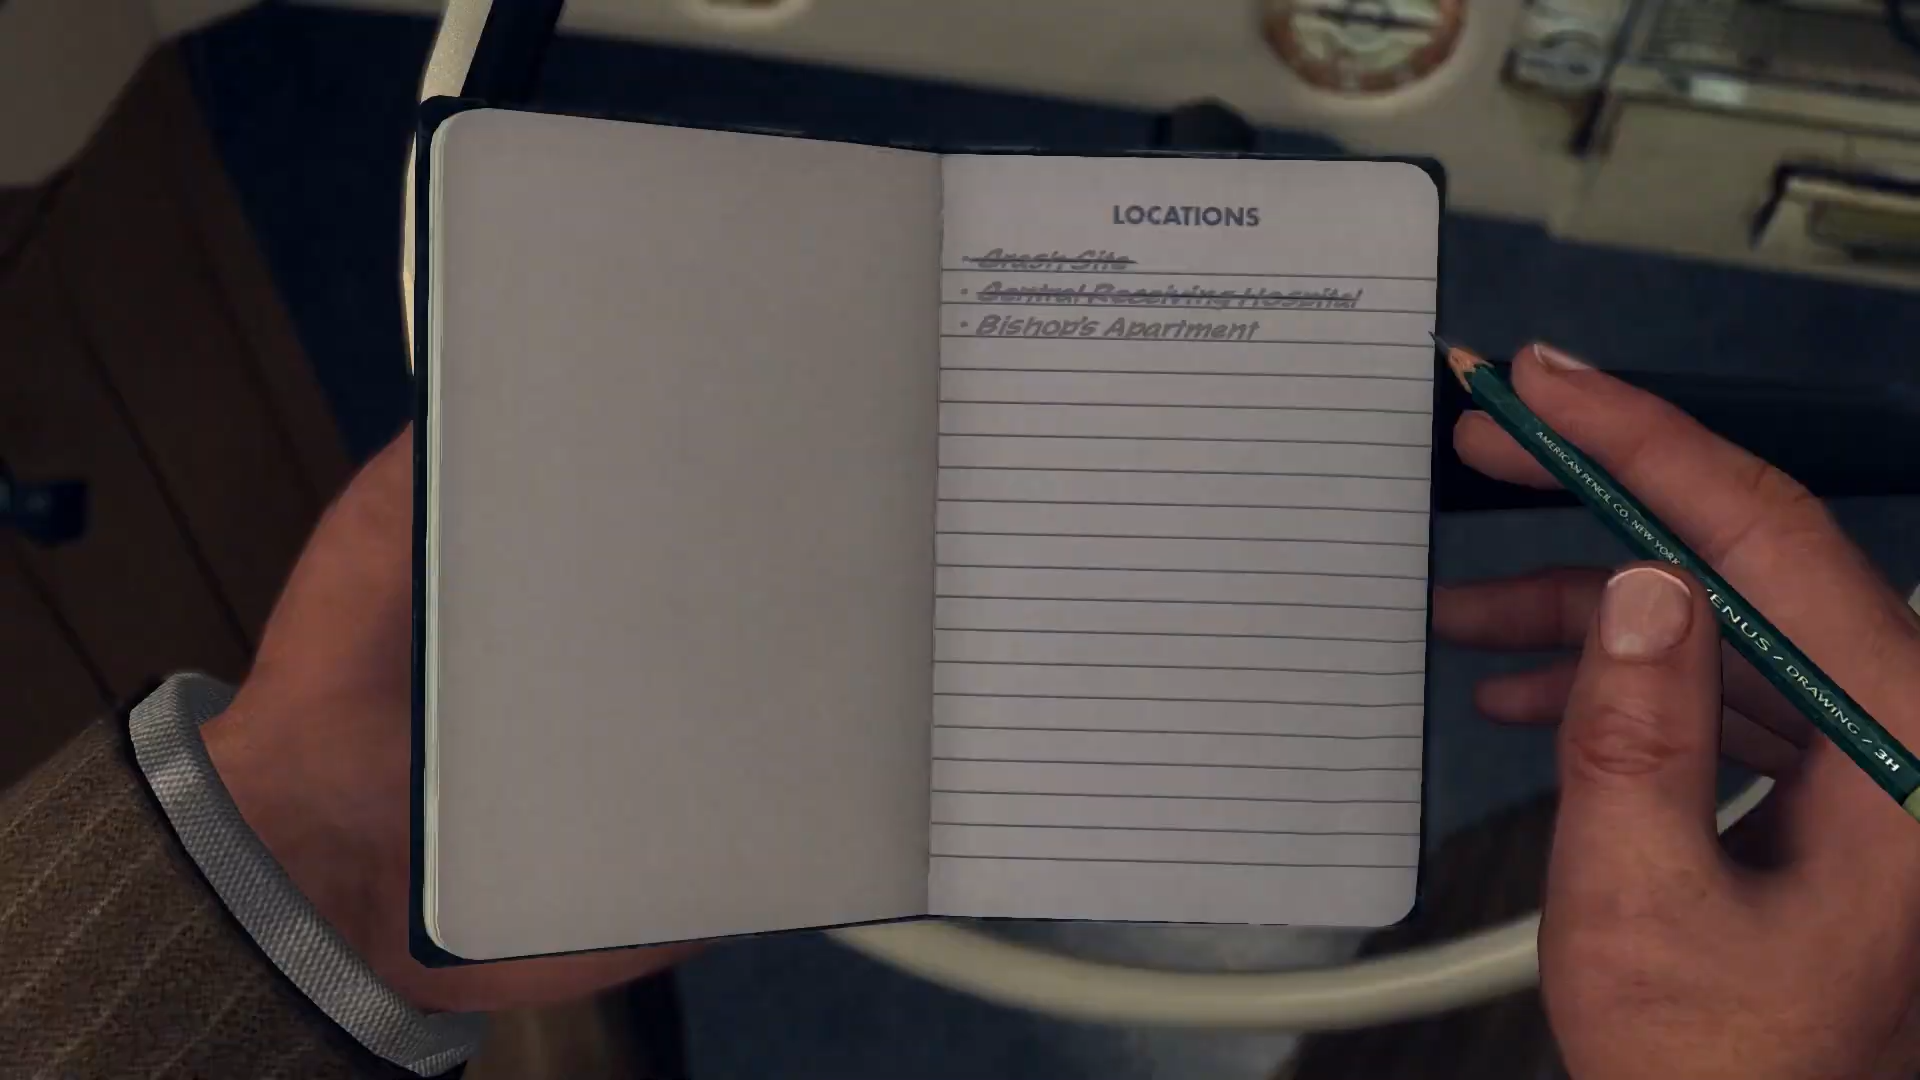 LOCATIONS
· Crash Site
· Central Receiving Hospital
· Bishop's Apartment
AMERICAN PENCIL CO. NEW YORK
VENUS / DRAWING / 3H